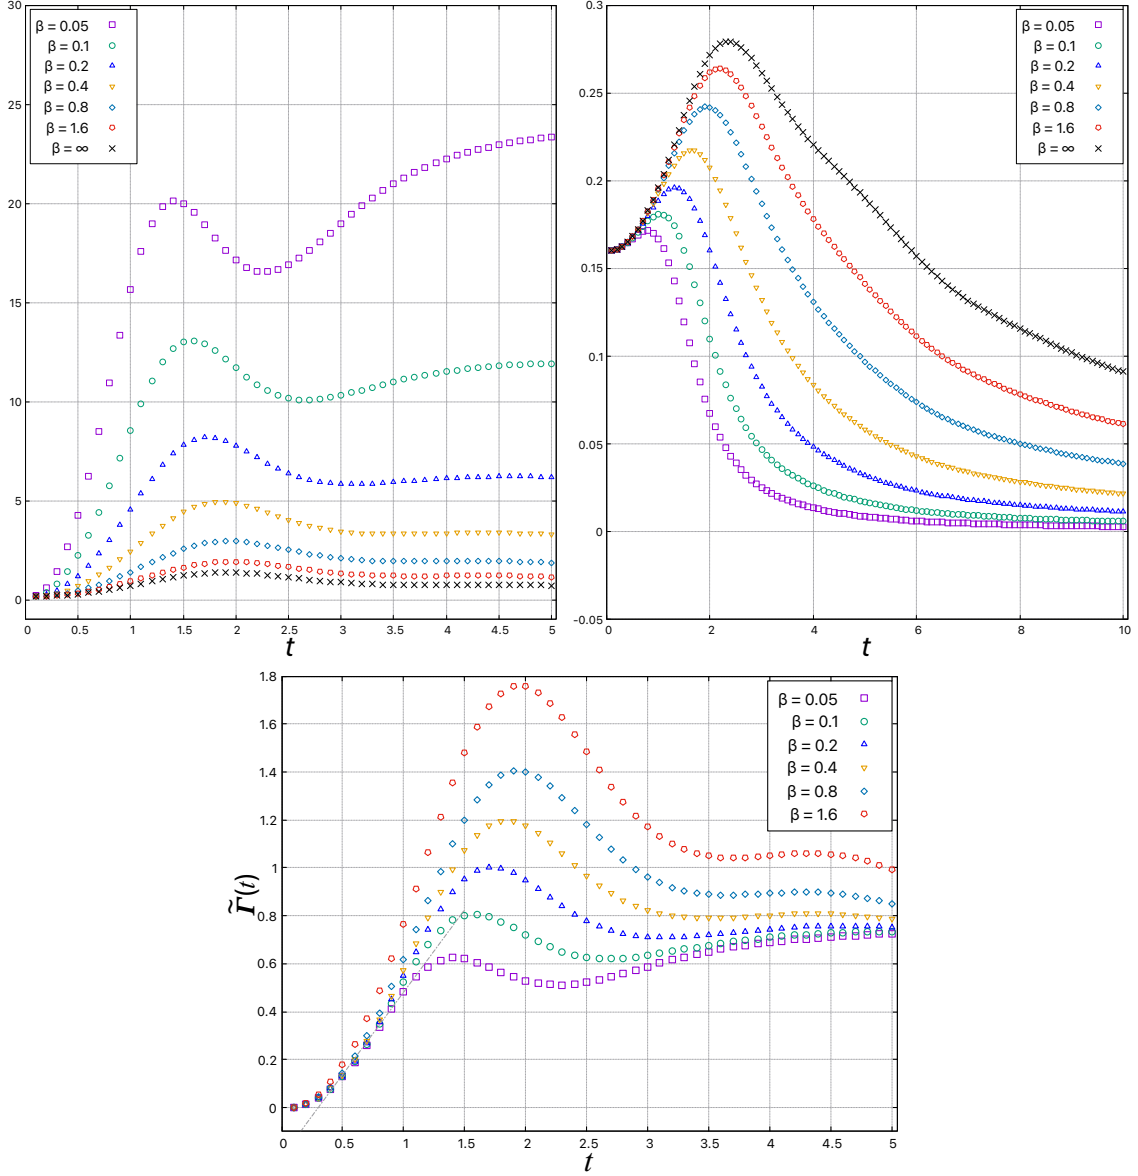 30
25
20
15
10
5
0
0 0.5 1 1.5 2 2.5 3 3.5 4 4.5 5
t
β = 0.05
β = 0.1
β = 0.2
β = 0.4
β = 0.8
β = 1.6
β = ∞
0.3
0.25
0.2
0.15
0.1
0.05
0
-0.05
0 2 4 6 8 10
t
β = 0.05
β = 0.1
β = 0.2
β = 0.4
β = 0.8
β = 1.6
β = ∞
1.8
1.6
1.4
1.2
1
0.8
0.6
0.4
0.2
0
Γ̃(t)
0 0.5 1 1.5 2 2.5 3 3.5 4 4.5 5
t
β = 0.05
β = 0.1
β = 0.2
β = 0.4
β = 0.8
β = 1.6